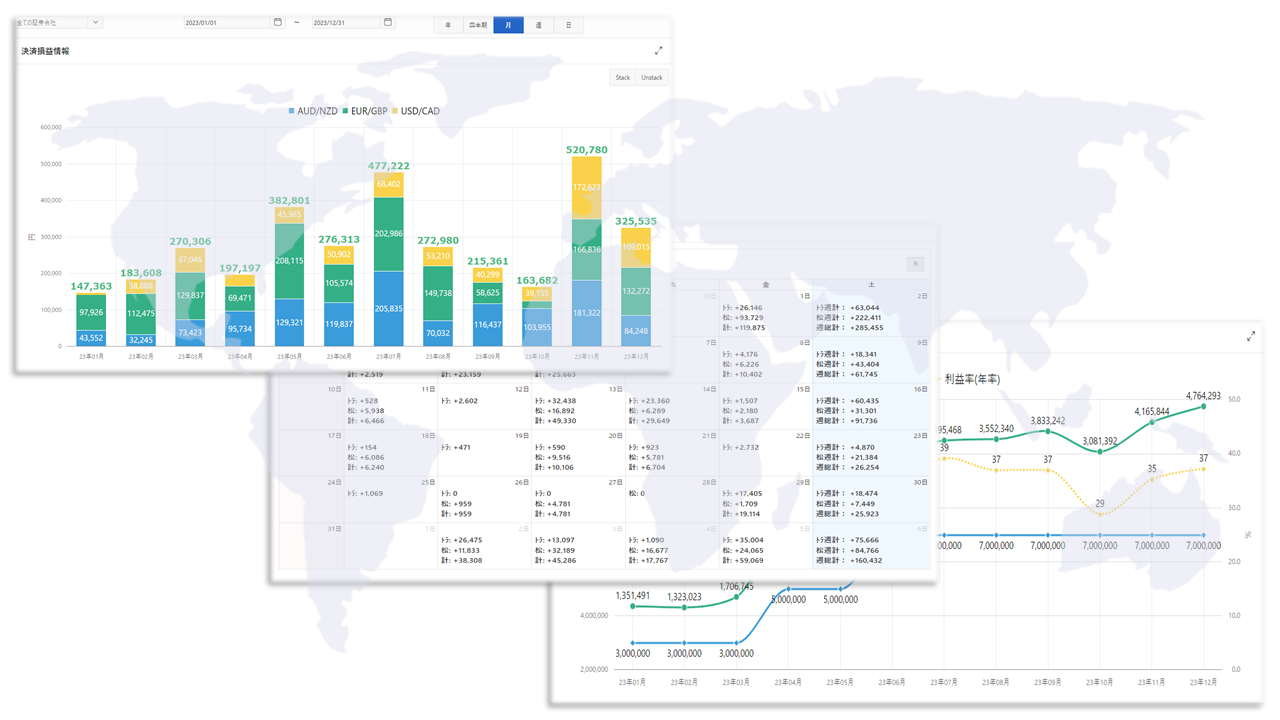 全ての証券会社 2023/01/01 ~ 2023/12/31 年 四半期 月 週 日
決済損益情報
Stack Unstack
AUD/NZD EUR/GBP USD/CAD
600,000
500,000
400,000
300,000
200,000
100,000
0
円
147,363 183,608 270,306 197,197 382,801 276,313 477,222 272,980 215,361 163,682 520,780 325,535
97,926
43,552
38,888
112,475
32,245
67,046
129,837
73,423
69,471
95,734
45,365
208,115
129,321
50,902
105,574
119,837
68,402
202,986
205,835
53,210
149,738
70,032
40,299
58,625
116,437
39,155
103,955
172,623
166,836
181,322
109,015
132,272
84,248
23年01月 23年02月 23年03月 23年04月 23年05月 23年06月 23年07月 23年08月 23年09月 23年10月 23年11月 23年12月
月
金 土
1日 2日
トラ: +26,146 トラ週計: +63,044
松: +93,729 松週計: +222,411
計: +119,875 週総計: +285,455
7日 8日 9日
トラ: +4,176 トラ週計: +18,341
松: +6,226 松週計: +43,404
計: +2,519 計: +23,159 計: +25,663 計: +10,402 週総計: +61,745
10日 11日 12日 13日 14日 15日 16日
トラ: +528 トラ: +2,602 トラ: +32,438 トラ: +23,360 トラ: +1,507 トラ週計: +60,435
松: +5,938 松: +16,892 松: +6,289 松: +2,180 松週計: +31,301
計: +6,466 計: +49,330 計: +29,649 計: +3,687 週総計: +91,736
17日 18日 19日 20日 21日 22日 23日
トラ: +154 トラ: +471 トラ: +590 トラ: +923 トラ: +2,732 トラ週計: +4,870
松: +6,086 松: +9,516 松: +5,781 松週計: +21,384
計: +6,240 計: +10,106 計: +6,704 週総計: +26,254
24日 25日 26日 27日 28日 29日 30日
トラ: +1,069 トラ: 0 トラ: 0 松: 0 トラ: +17,405 トラ週計: +18,474
松: +959 松: +4,781 松: +1,709 松週計: +7,449
計: +959 計: +4,781 計: +19,114 週総計: +25,923
31日 1日 2日 3日 4日 5日 6日
トラ: +26,475 トラ: +13,097 トラ: +1,090 トラ: +35,004 トラ週計: +75,666
松: +11,833 松: +32,189 松: +16,677 松: +24,065 松週計: +84,766
計: +38,308 計: +45,286 計: +17,767 計: +59,069 週総計: +160,432
利益率(年率)
95,468 3,552,340 3,833,242 3,081,392 4,165,844 4,764,293
39 37 37 29 35 37
00,000 7,000,000 7,000,000 7,000,000 7,000,000 7,000,000
50.0
40.0
30.0
20.0
10.0
0.0
%
1,351,491 1,323,023 1,706,745
3,000,000 3,000,000 3,000,000 5,000,000 5,000,000
4,000,000
2,000,000
23年01月 23年02月 23年03月 23年04月 23年05月 23年06月 23年07月 23年08月 23年09月 23年10月 23年11月 23年12月